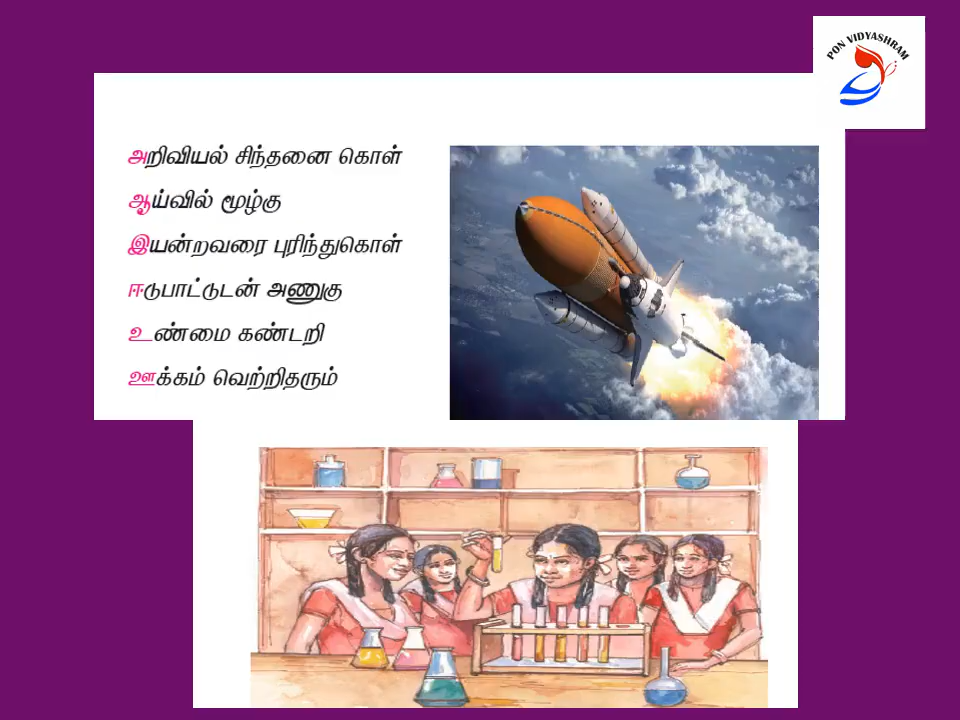 PON VIDYASHRAM
அறிவியல் சிந்தனை கொள்
ஆய்வில் மூழ்கு
இயன்றவரை புரிந்துகொள்
ஈடுபாட்டுடன் அணுகு
உண்மை கண்டறி
ஊக்கம் வெற்றிதரும்